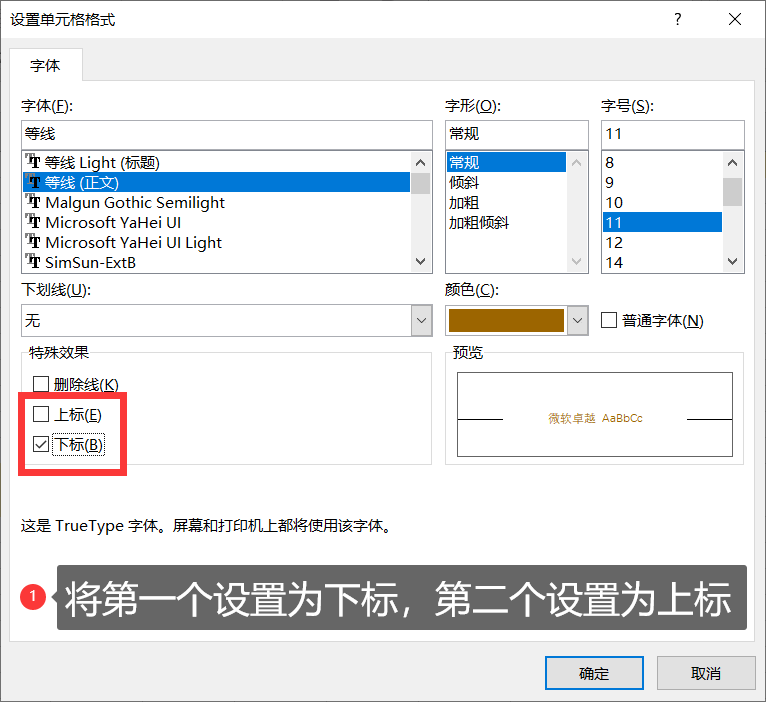 设置单元格格式 ?
字体
字体(F): 字形(O): 字号(S):
等线 常规 11
等线 Light (标题) 常规 8
等线 (正文) 倾斜 9
Malgun Gothic Semilight 加粗 10
Microsoft YaHei UI 加粗倾斜 11
Microsoft YaHei UI Light 12
SimSun-ExtB 14
下划线(U): 颜色(C):
无 普通字体(N)
特殊效果 预览
删除线(K)
上标(E) 微软卓越 AaBbCc
下标(B)
这是 TrueType 字体。屏幕和打印机上都将使用该字体。
1 将第一个设置为下标，第二个设置为上标
确定 取消